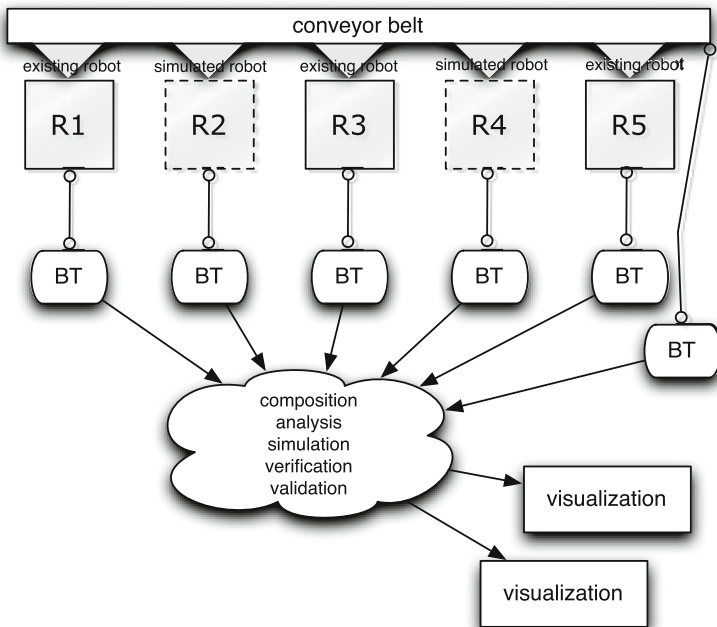 conveyor belt
existing robot simulated robot existing robot simulated robot existing robot
R1 R2 R3 R4 R5
BT BT BT BT BT
BT
composition
analysis
simulation
verification
validation
visualization
visualization